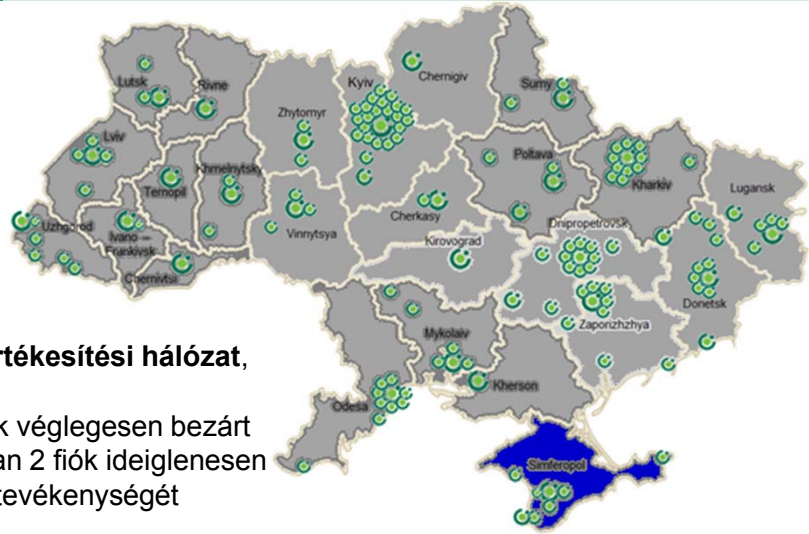 Lutsk
Rivne
Zhytomyr
Kyiv
Chernigiv
Sumy
Lviv
Ternopil
Khmelnytsky
Poltava
Kharkiv
Lugansk
Uzhgorod
Ivano –
Frankivsk
Chernivtsi
Vinnytsya
Cherkasy
Kirovograd
Dnipropetrovsk
Donetsk
Zaporizhzhya
Mykolaiv
Odesa
Kherson
Simferopol
rtékesítési hálózat,
k véglegesen bezárt
an 2 fiók ideiglenesen
tevékenységét